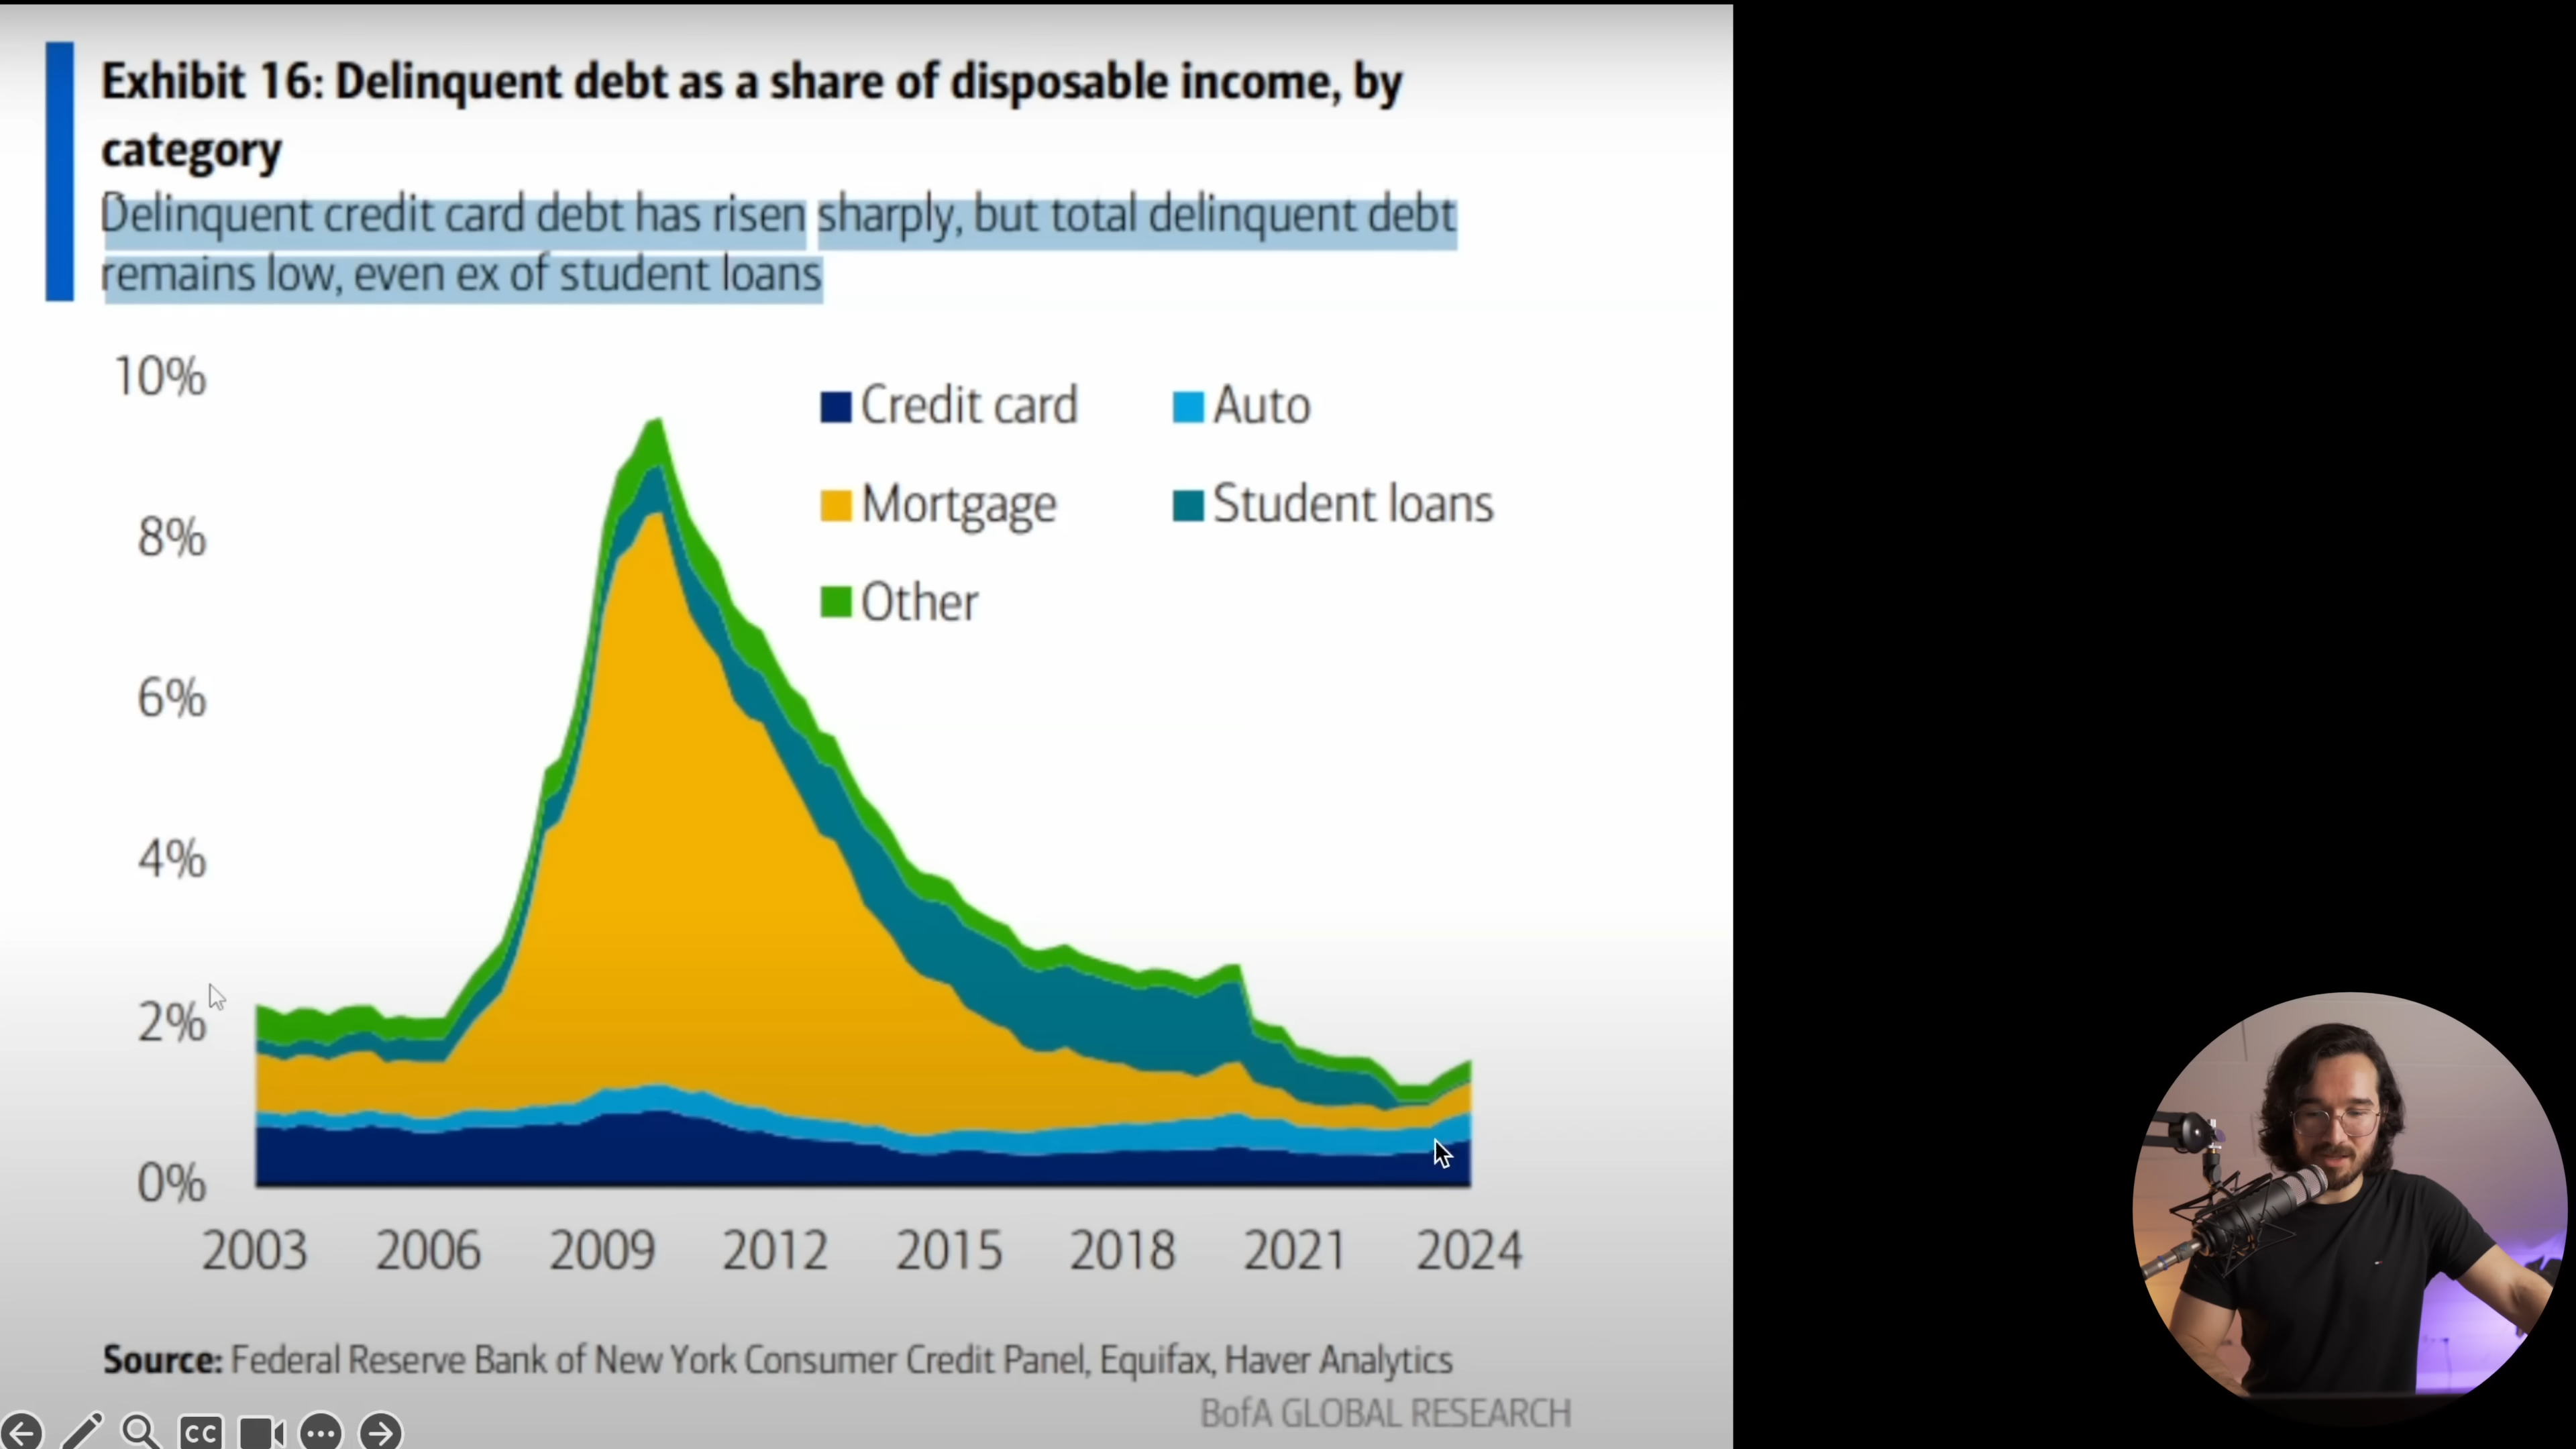 Exhibit 16: Delinquent debt as a share of disposable income, by
category
Delinquent credit card debt has risen sharply, but total delinquent debt
remains low, even ex of student loans
10%
8%
6%
4%
2%
0%
Credit card
Auto
Mortgage
Student loans
Other
2003 2006 2009 2012 2015 2018 2021 2024
Source: Federal Reserve Bank of New York Consumer Credit Panel, Equifax, Haver Analytics
BofA GLOBAL RESEARCH
CC